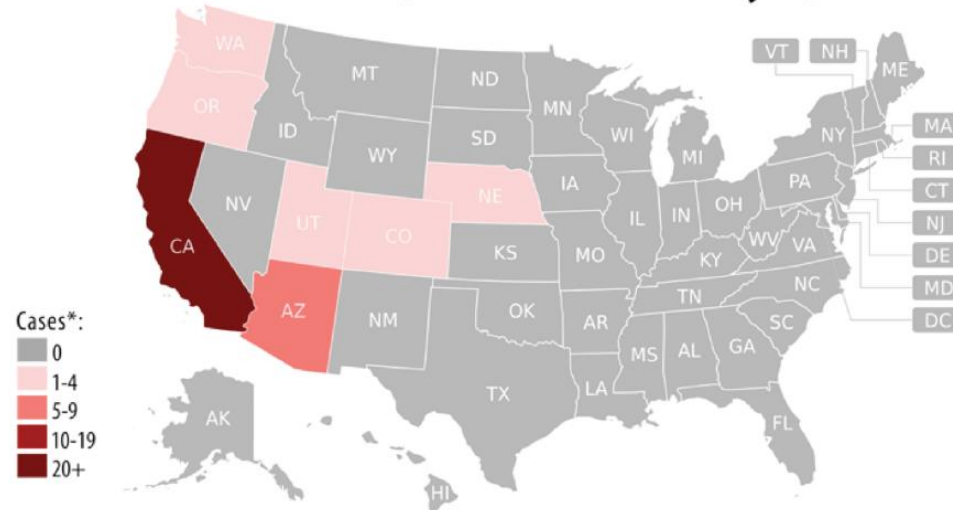 WA
OR
CA
ID
NV
AZ
MT
WY
UT
CO
NM
ND
SD
NE
KS
OK
TX
MN
IA
MO
AR
LA
WI
IL
MS
MI
IN
KY
TN
AL
OH
WV
GA
FL
SC
NC
VA
PA
NY
ME
VT
NH
MA
RI
CT
NJ
DE
MD
DC
AK
HI
Cases*:
0
1-4
5-9
10-19
20+